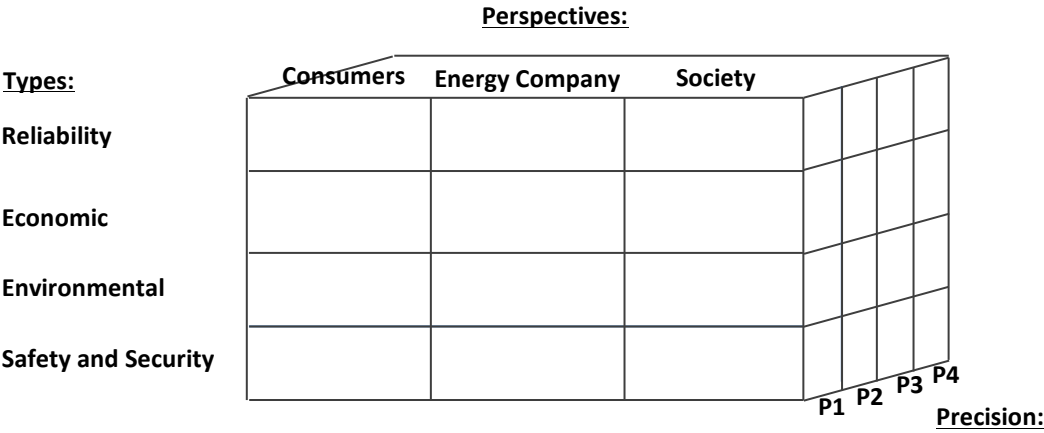 Perspectives:
Types:
Consumers Energy Company Society
Reliability
Economic
Environmental
Safety and Security
P1 P2 P3 P4
Precision: